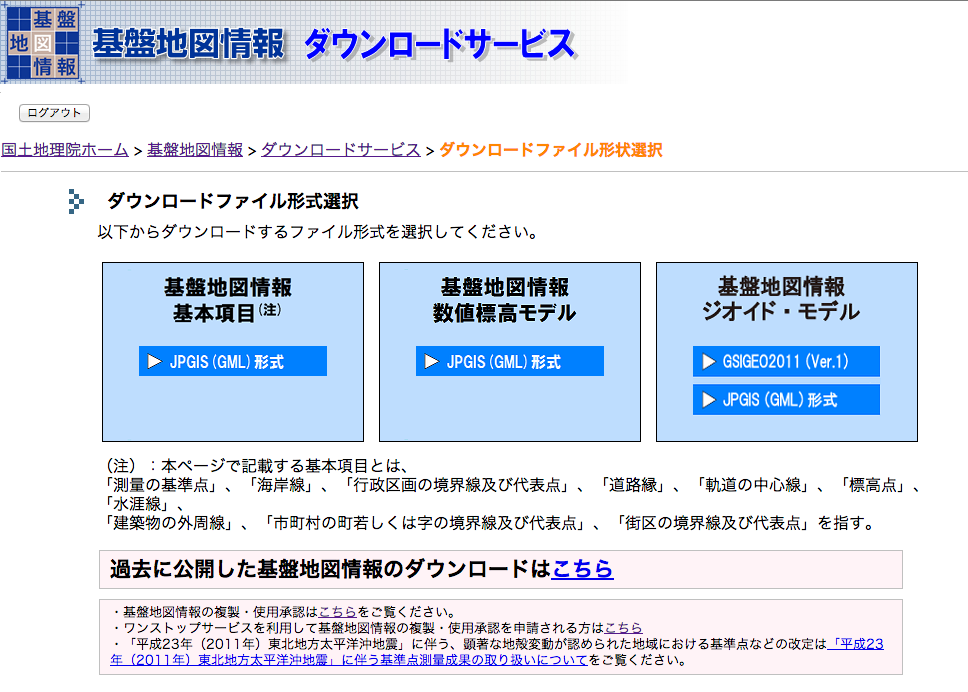 基盤
地図
情報
基盤地図情報 ダウンロードサービス
ログアウト
国土地理院ホーム > 基盤地図情報 > ダウンロードサービス > ダウンロードファイル形状選択
ダウンロードファイル形式選択
以下からダウンロードするファイル形式を選択してください。
基盤地図情報
基本項目(注)
JPGIS (GML) 形式
基盤地図情報
数値標高モデル
JPGIS (GML) 形式
基盤地図情報
ジオイド・モデル
GSIGEO2011 (Ver.1)
JPGIS (GML) 形式
（注）：本ページで記載する基本項目とは、
「測量の基準点」、「海岸線」、「行政区画の境界線及び代表点」、「道路縁」、「軌道の中心線」、「標高点」、
「水涯線」、
「建築物の外周線」、「市町村の町若しくは字の境界線及び代表点」、「街区の境界線及び代表点」を指す。
過去に公開した基盤地図情報のダウンロードはこちら
・基盤地図情報の複製・使用承認はこちらをご覧ください。
・ワンストップサービスを利用して基盤地図情報の複製・使用承認を申請される方はこちら
・「平成23年（2011年）東北地方太平洋沖地震」に伴う、顕著な地殻変動が認められた地域における基準点などの改定は「平成23
年（2011年）東北地方太平洋沖地震」に伴う基準点測量成果の取り扱いについてをご覧ください。